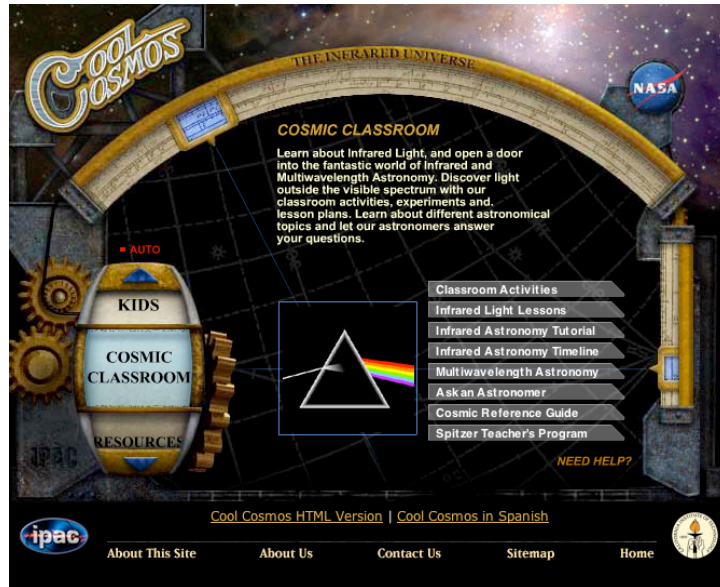 COOL
COSMOS
THE INFRARED UNIVERSE
NASA
COSMIC CLASSROOM
Learn about Infrared Light, and open a door
into the fantastic world of Infrared and
Multiwavelength Astronomy. Discover light
outside the visible spectrum with our
classroom activities, experiments and.
lesson plans. Learn about different astronomical
topics and let our astronomers answer
your questions.
AUTO
KIDS
COSMIC
CLASSROOM
RESOURCES
Classroom Activities
Infrared Light Lessons
Infrared Astronomy Tutorial
Infrared Astronomy Timeline
Multiwavelength Astronomy
Ask an Astronomer
Cosmic Reference Guide
Spitzer Teacher's Program
IPAC
NEED HELP?
Cool Cosmos HTML Version | Cool Cosmos in Spanish
ipac
About This Site
About Us
Contact Us
Sitemap
Home